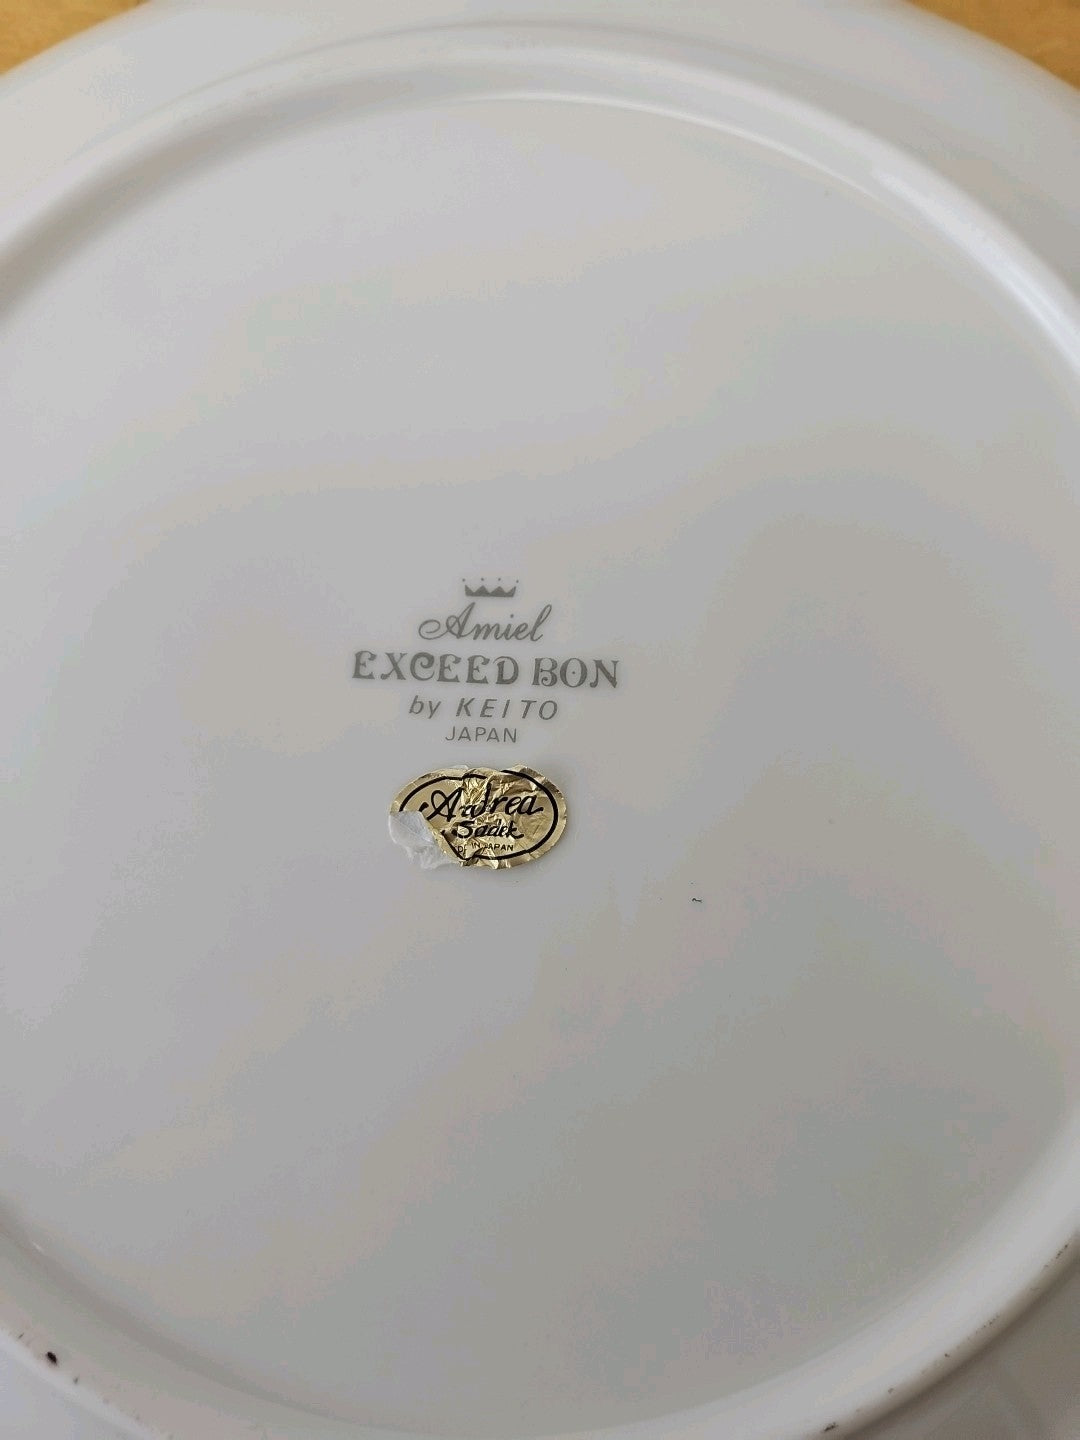 Amiel
EXCEED BON
by KEITO
JAPAN
Andrea
Sadek
IN JAPAN